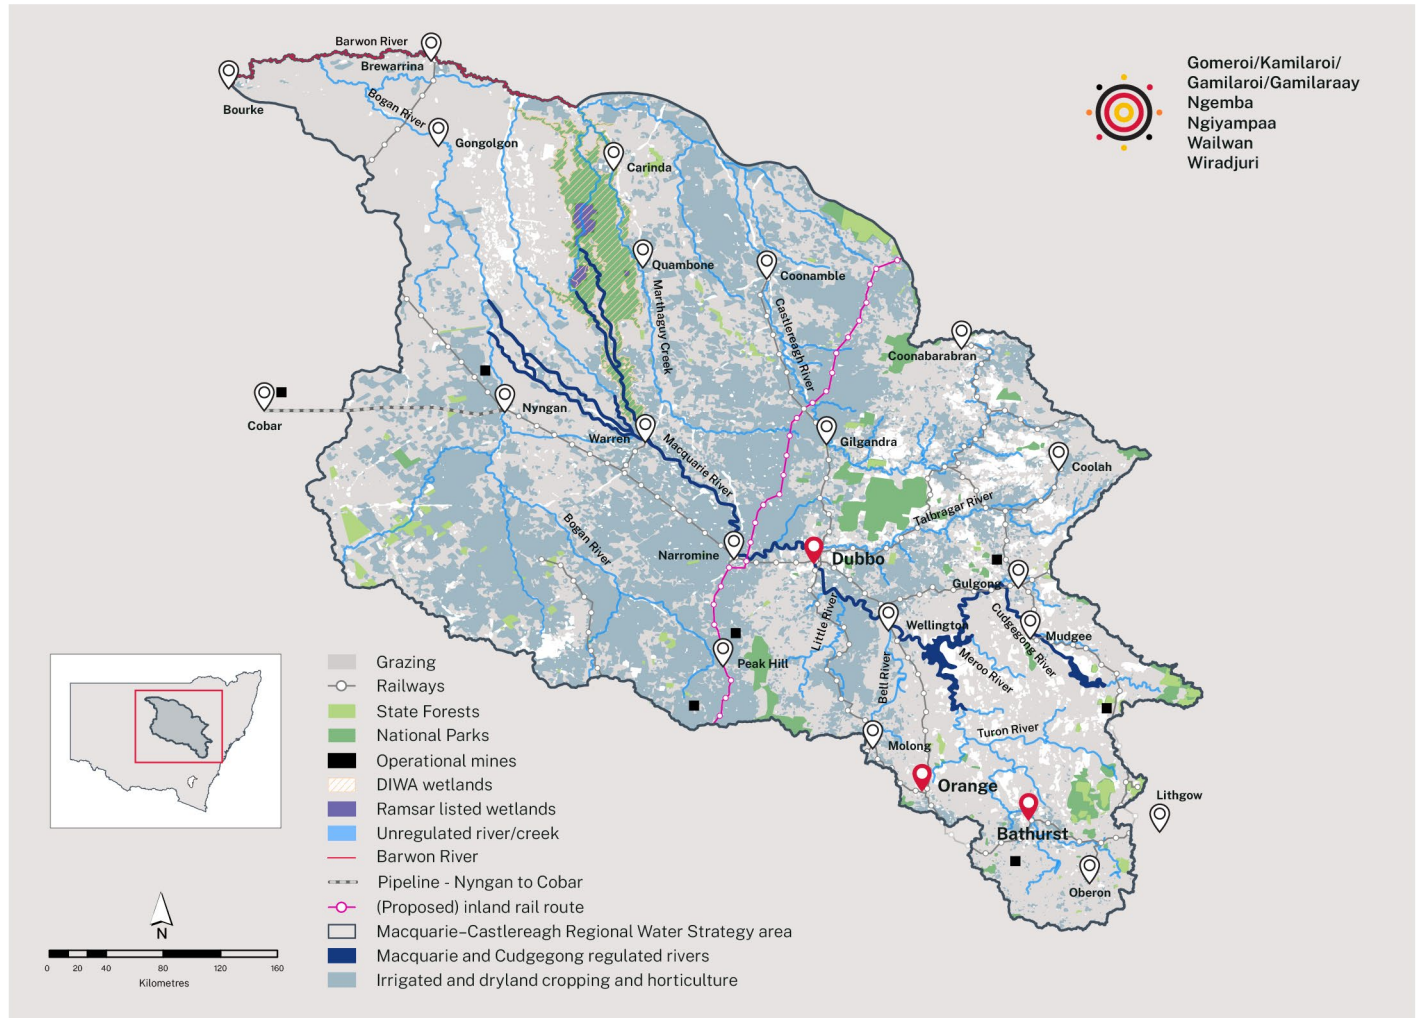 Gomeroi/Kamilaroi/
Gamilaroi/Gamilaraay
Ngemba
Ngiyampaa
Wailwan
Wiradjuri
Barwon River
Brewarrina
Bourke
Bogan River
Gongolgon
Carinda
Quambone
Coonamble
Marthaguy Creek
Castlereagh River
Coonabarabran
Cobar
Nyngan
Warren
Macquarie River
Gilgandra
Coolah
Talbragar River
Bogan River
Narromine
Dubbo
Gulgong
Little River
Wellington
Cudgegong River
Mudgee
Peak Hill
Bell River
Meroo River
Turon River
Molong
Orange
Lithgow
Bathurst
Oberon
Grazing
Railways
State Forests
National Parks
Operational mines
DIWA wetlands
Ramsar listed wetlands
Unregulated river/creek
Barwon River
Pipeline - Nyngan to Cobar
(Proposed) inland rail route
Macquarie–Castlereagh Regional Water Strategy area
Macquarie and Cudgegong regulated rivers
Irrigated and dryland cropping and horticulture
N
0 20 40 80 120 160
Kilometres